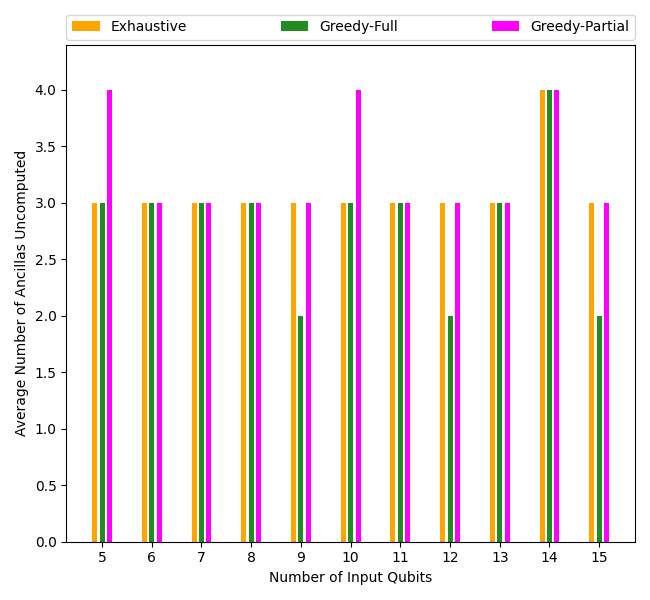 Exhaustive Greedy-Full Greedy-Partial
Average Number of Ancillas Uncomputed
4.0
3.5
3.0
2.5
2.0
1.5
1.0
0.5
0.0
5 6 7 8 9 10 11 12 13 14 15
Number of Input Qubits